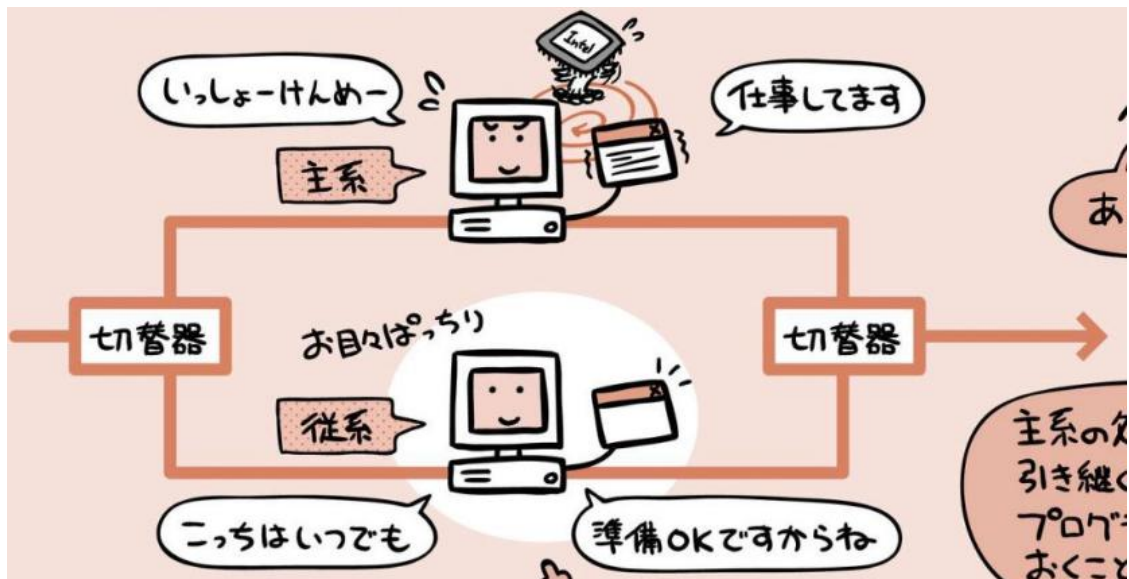 Intel
いっしょーけんめー
仕事してます
主系
あ
切替器
お目々ぱっちり
切替器
従系
主系の
引き継ぐ
プログラ
おくこと
こっちはいつでも
準備OKですからね